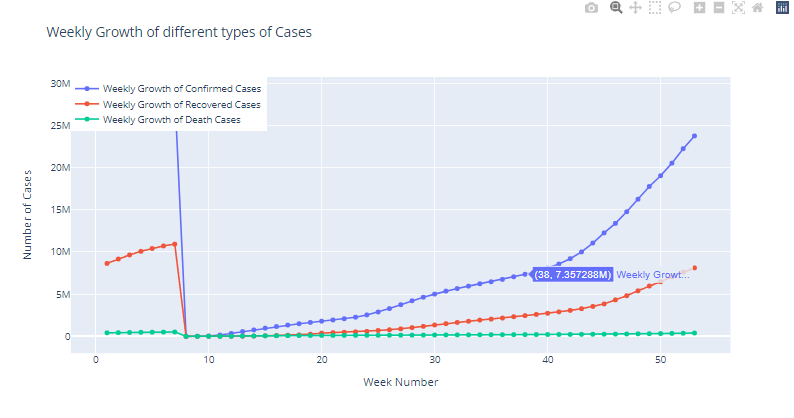 Weekly Growth of different types of Cases
30M
Weekly Growth of Confirmed Cases
Weekly Growth of Recovered Cases
Weekly Growth of Death Cases
25M
20M
15M
10M
(38, 7.357288M) Weekly Growt...
5M
0
0 10 20 30 40 50
Number of Cases
Week Number